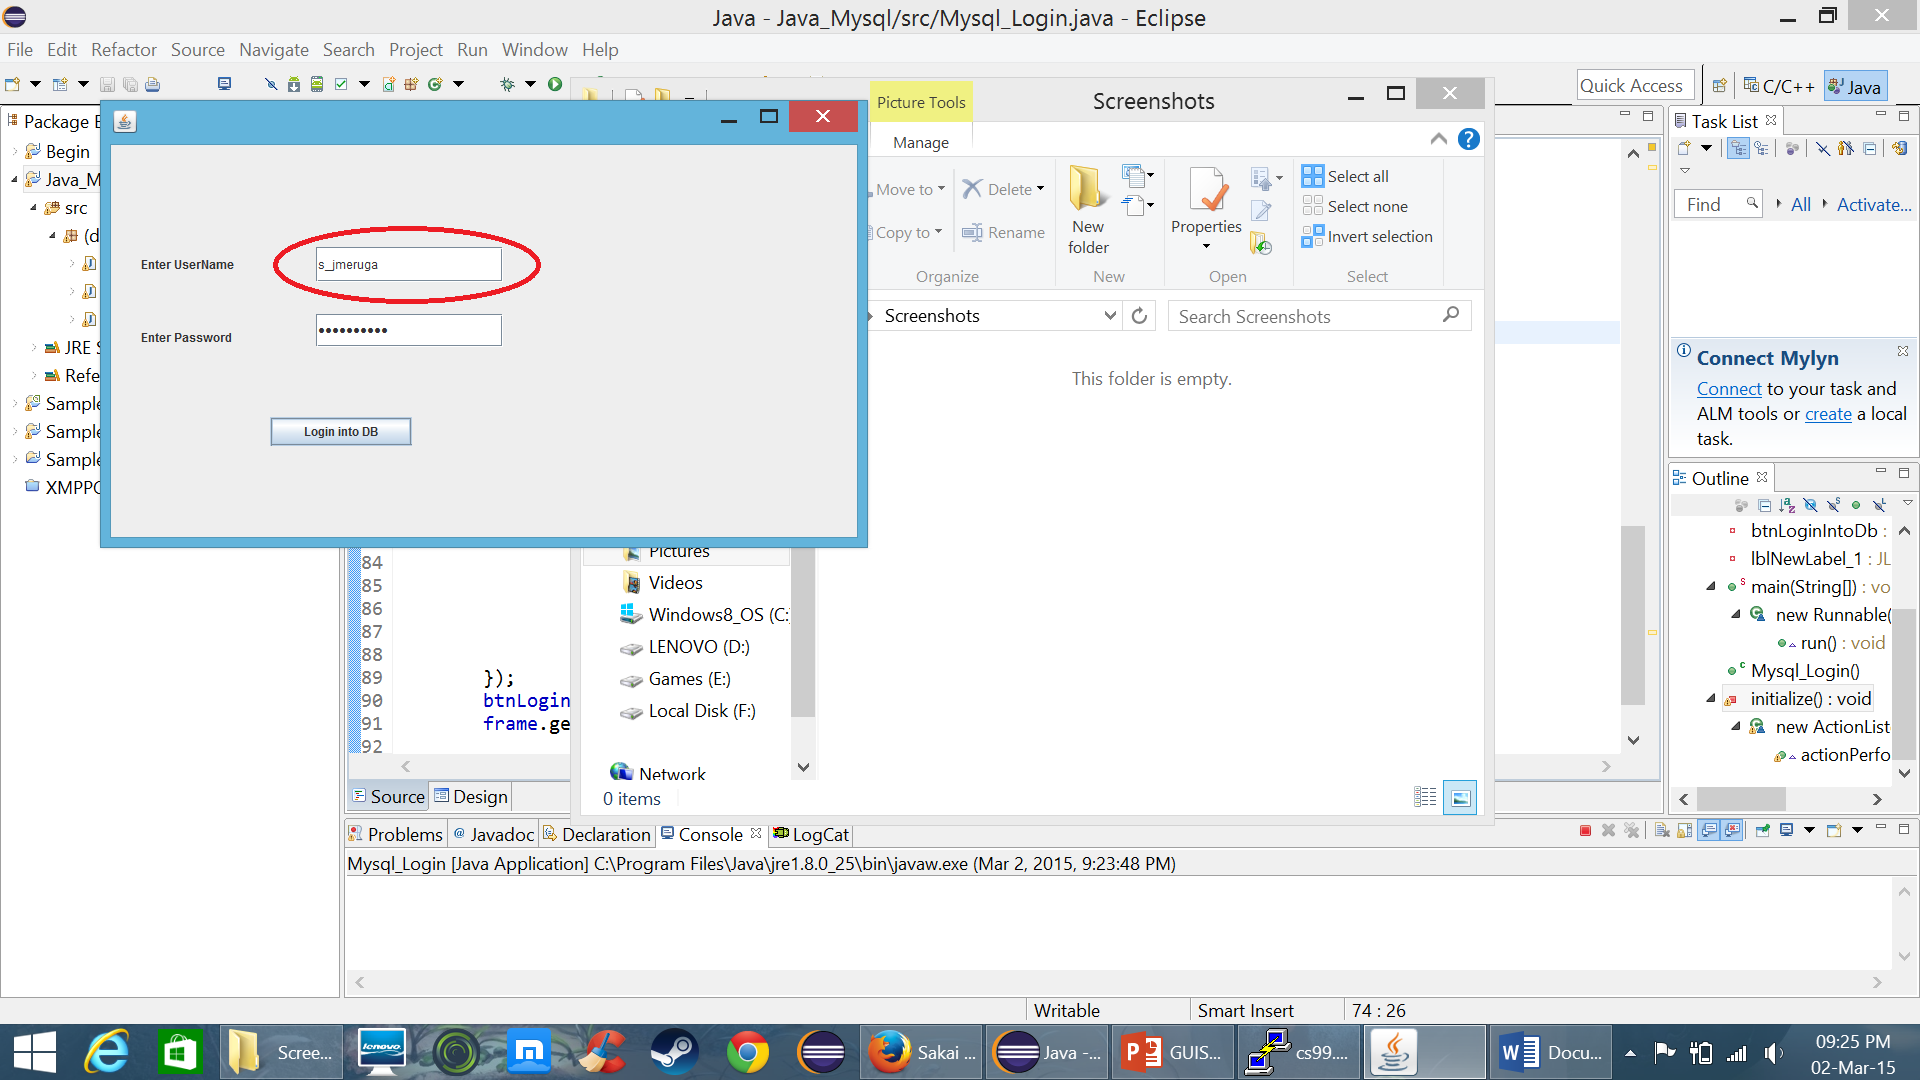 Java - Java_Mysql/src/Mysql_Login.java - Eclipse
File Edit Refactor Source Navigate Search Project Run Window Help
Quick Access
C/C++
Java
Package E
Begin
Java_M
src
(d
JRE S
Refe
Sample
Sample
Sample
XMPPC
Enter UserName
s_jmeruga
Enter Password
••••••••••
Login into DB
Picture Tools
Screenshots
Manage
Move to
Delete
Copy to
Rename
Organize
New
folder
New
Properties
Open
Select all
Select none
Invert selection
Select
Screenshots
Search Screenshots
This folder is empty.
Pictures
Videos
Windows8_OS (C:
LENOVO (D:)
Games (E:)
Local Disk (F:)
Network
0 items
84
85
86
87
88
89 });
90 btnLogin
91 frame.ge
92
Source
Design
Task List
Find
All
Activate...
Connect Mylyn
Connect to your task and
ALM tools or create a local
task.
Outline
btnLoginIntoDb :
lblNewLabel_1 : JL
main(String[]) : vo
new Runnable(
run() : void
Mysql_Login()
initialize() : void
new ActionList
actionPerfo
Problems @ Javadoc Declaration Console LogCat
Mysql_Login [Java Application] C:\Program Files\Java\jre1.8.0_25\bin\javaw.exe (Mar 2, 2015, 9:23:48 PM)
Writable
Smart Insert
74 : 26
Scree...
lenovo
Sakai ...
Java -...
GUIS...
cs99....
Docu...
09:25 PM
02-Mar-15